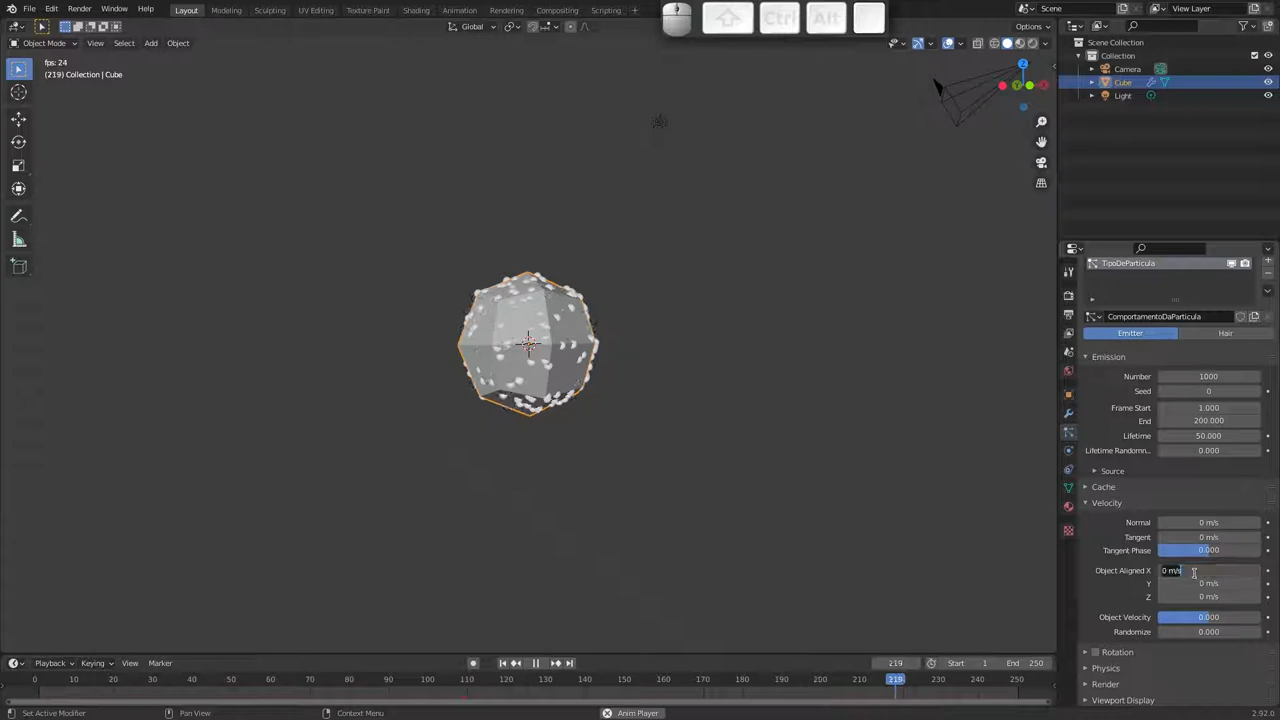 File Edit Render Window Help Layout Modeling Sculpting UV Editing Texture Paint Shading Animation Rendering Compositing Scripting + Ctrl Alt Scene View Layer
Object Mode View Select Add Object Global Options
Scene Collection
Collection
Camera
Cube
Light
fps: 24
(219) Collection | Cube
Z
Y
X
TipoDeParticula
ComportamentoDaParticula
Emitter Hair
Emission
Number 1000
Seed 0
Frame Start 1.000
End 200.000
Lifetime 50.000
Lifetime Randomn... 0.000
Source
Cache
Velocity
Normal 0 m/s
Tangent 0 m/s
Tangent Phase 0.000
Object Aligned X 0 m/s
Y 0 m/s
Z 0 m/s
Object Velocity 0.000
Randomize 0.000
Rotation
Physics
Render
Viewport Display
Playback Keying View Marker 219 Start 1 End 250
0 10 20 30 40 50 60 70 80 90 100 110 120 130 140 150 160 170 180 190 200 210 219 230 240 250
Set Active Modifier Pan View Context Menu Anim Player 2.92.0